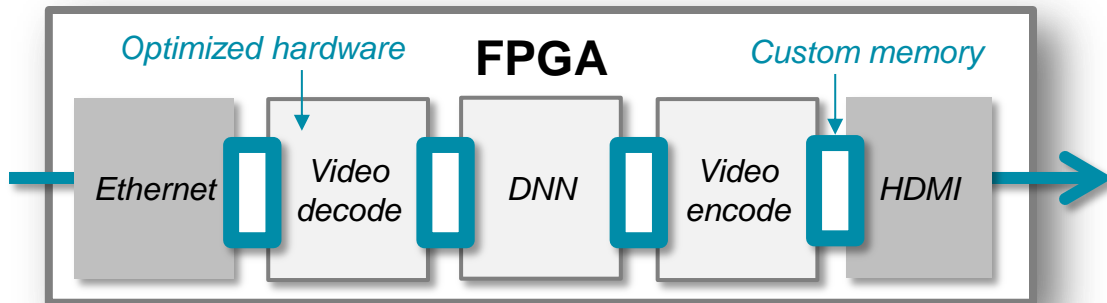 Optimized hardware
FPGA
Custom memory
Ethernet
Video
decode
DNN
Video
encode
HDMI